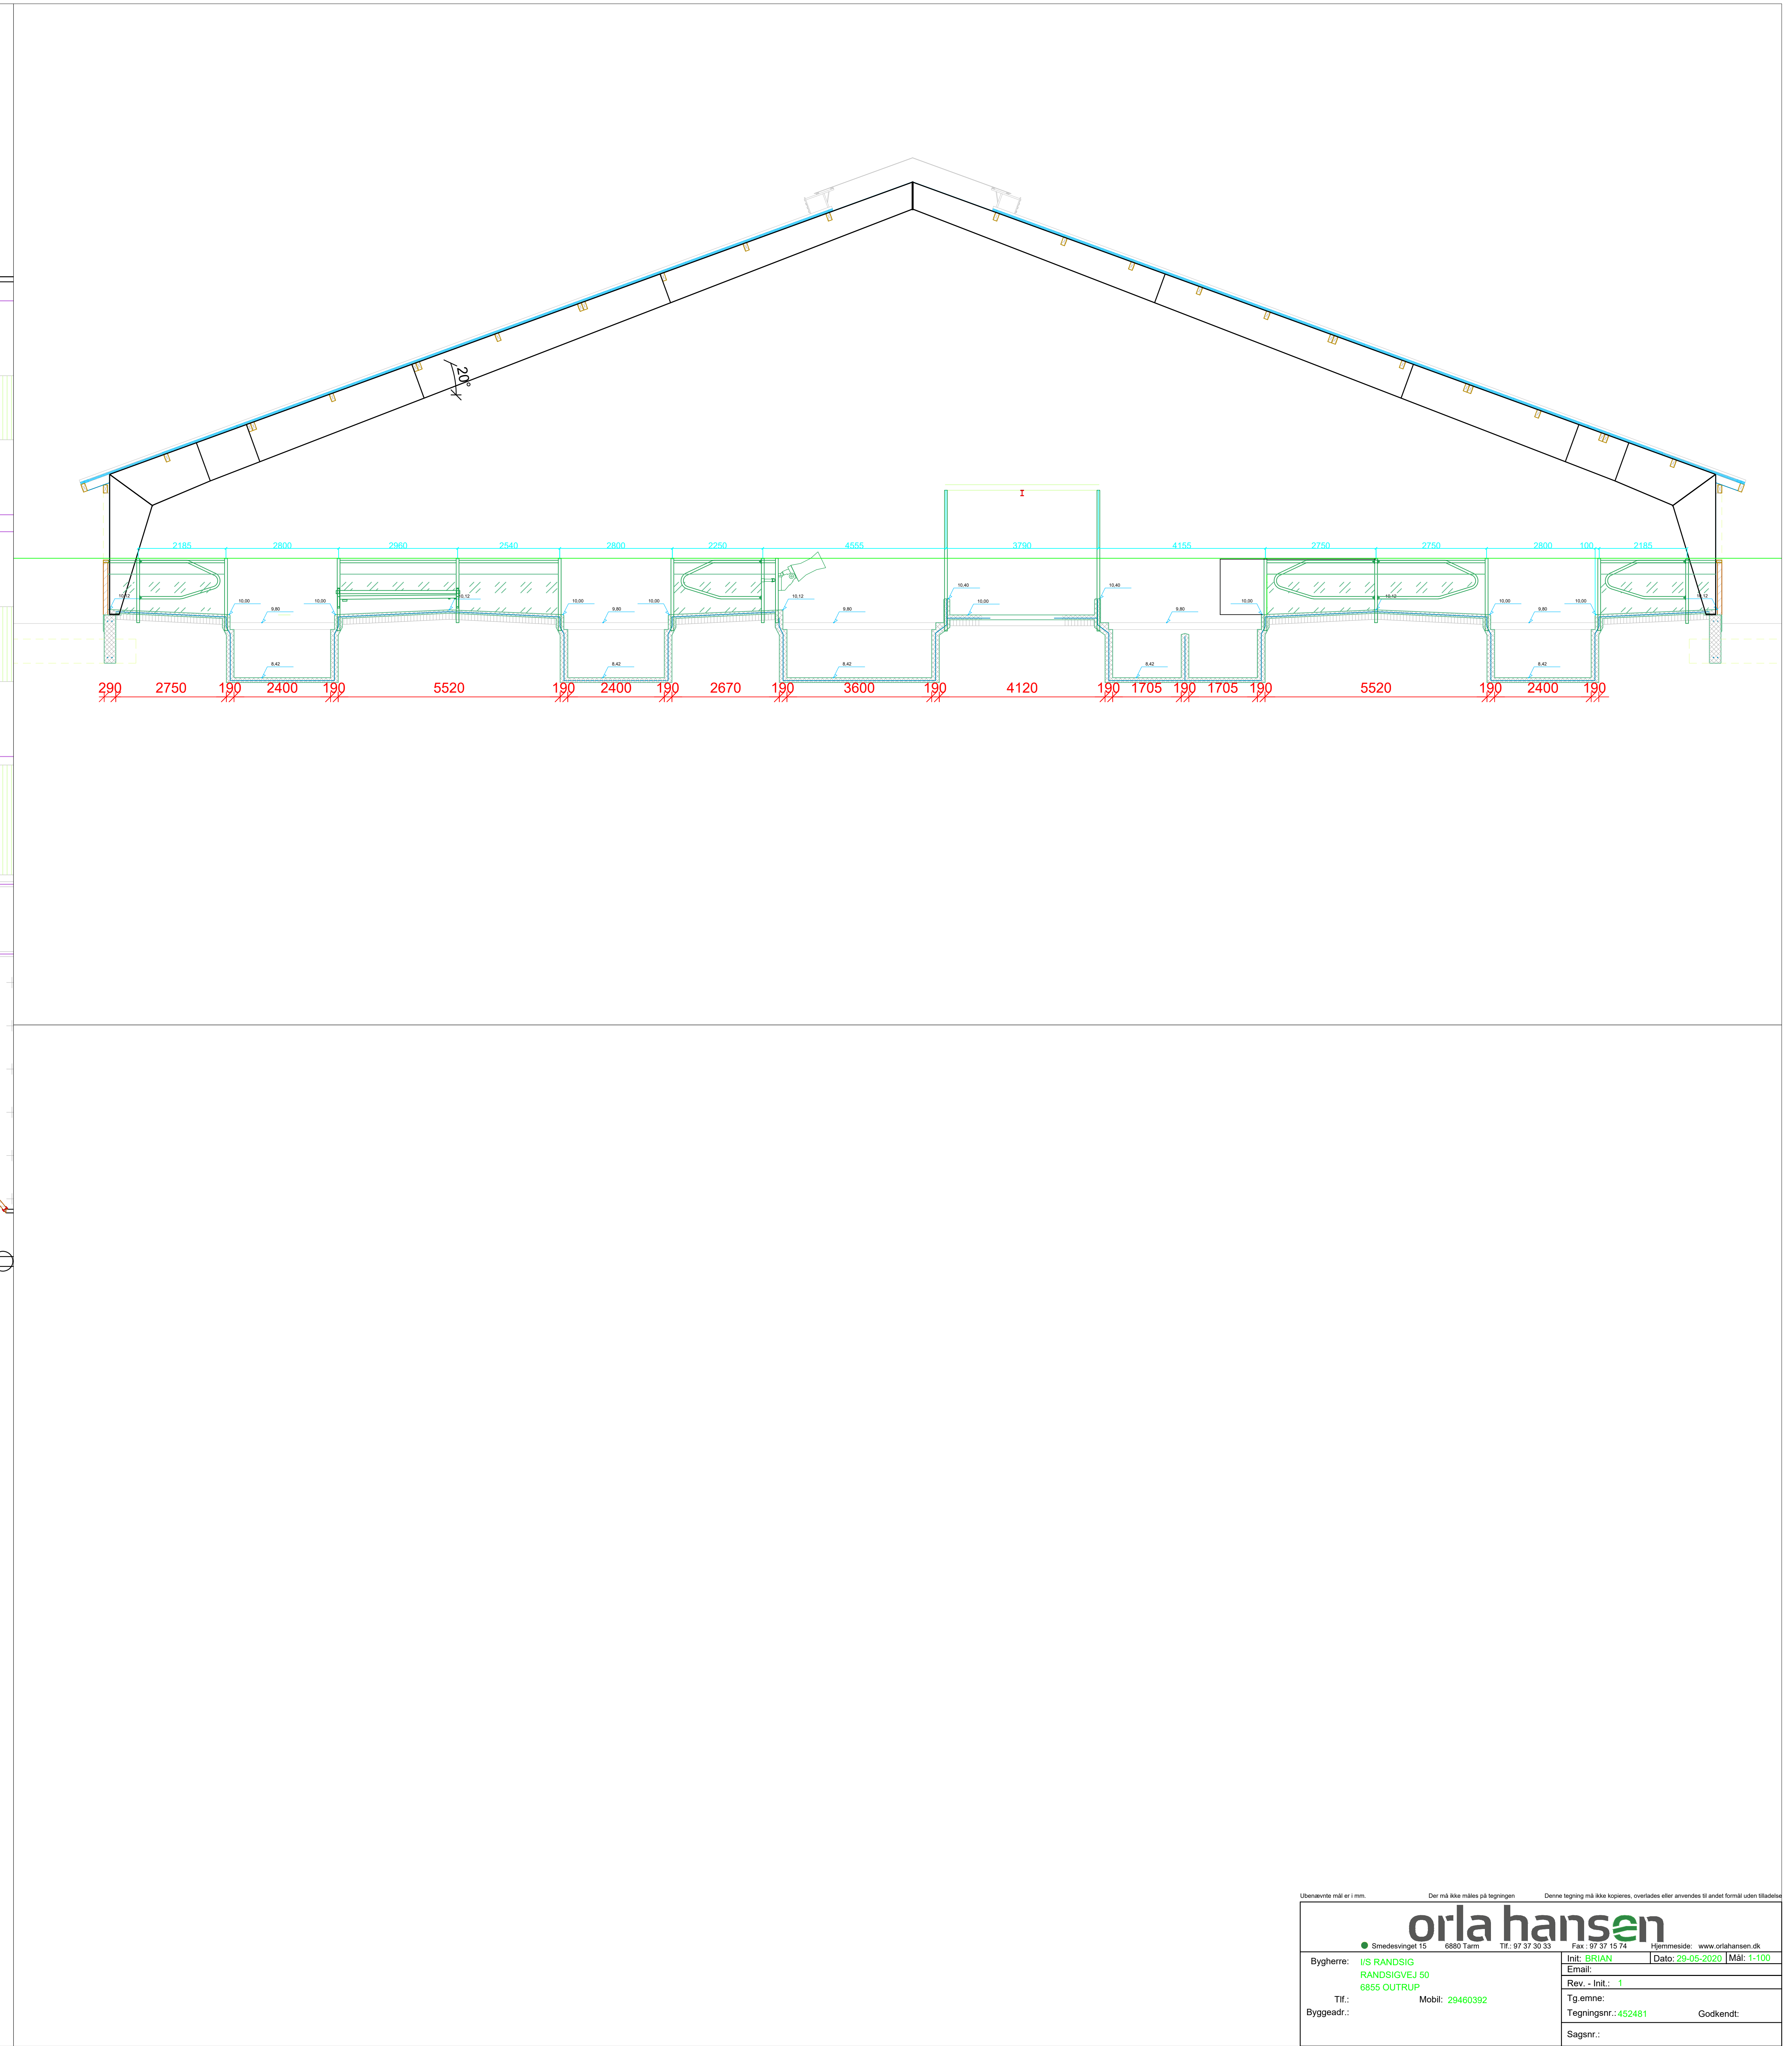 20°
I
2185 2800 2960 2540 2800 2250 4555 3790 4155 2750 2750 2800 100 2185
10,40 10,40
10,12 10,12 10,12 10,12 10,12
10,00 10,00 10,00 10,00 10,00 10,00 10,00 10,00
9,80 9,80 9,80 9,80 9,80
8,42 8,42 8,42 8,42 8,42
290 2750 190 2400 190 5520 190 2400 190 2670 190 3600 190 4120 190 1705 190 1705 190 5520 190 2400 190
Ubenævnte mål er i mm. Der må ikke måles på tegningen Denne tegning må ikke kopieres, overlades eller anvendes til andet formål uden tilladelse
orla hansen
Smedesvinget 15 6880 Tarm Tlf.: 97 37 30 33 Fax : 97 37 15 74 Hjemmeside: www.orlahansen.dk
Bygherre: I/S RANDSIG
RANDSIGVEJ 50
6855 OUTRUP
Tlf.: Mobil: 29460392
Byggeadr.:
Init: BRIAN Dato: 29-05-2020 Mål: 1-100
Email:
Rev. - Init.: 1
Tg.emne:
Tegningsnr.: 452481 Godkendt:
Sagsnr.: